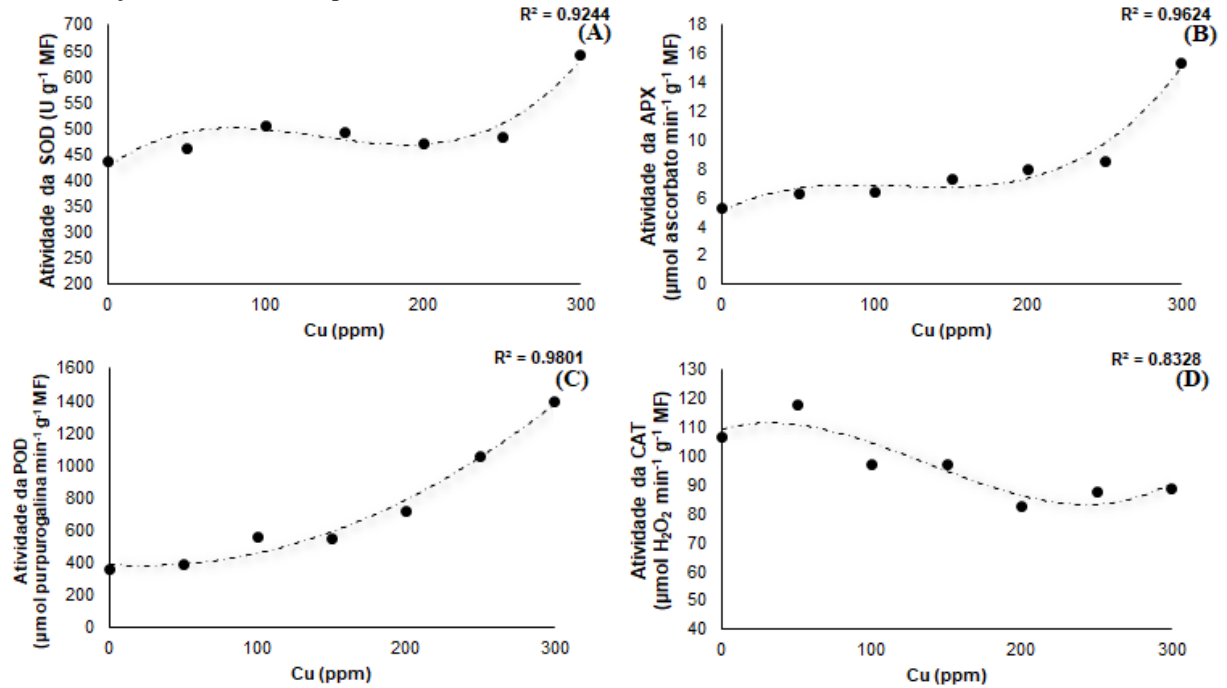 R² = 0.9244
(A)
Atividade da SOD (U g⁻¹ MF)
700
650
600
550
500
450
400
350
300
250
200
0
100
200
300
Cu (ppm)
R² = 0.9624
(B)
Atividade da APX
(µmol ascorbato min⁻¹ g⁻¹ MF)
18
16
14
12
10
8
6
4
2
0
0
100
200
300
Cu (ppm)
R² = 0.9801
(C)
Atividade da POD
(µmol purpurogalina min⁻¹ g⁻¹ MF)
1600
1400
1200
1000
800
600
400
200
0
0
100
200
300
Cu (ppm)
R² = 0.8328
(D)
Atividade da CAT
(µmol H₂O₂ min⁻¹ g⁻¹ MF)
130
120
110
100
90
80
70
60
50
40
0
100
200
300
Cu (ppm)